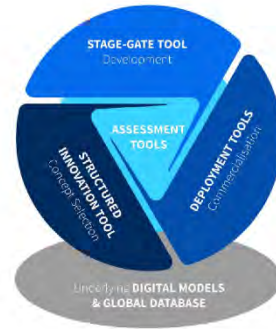 STAGE-GATE TOOL
Development
ASSESSMENT
TOOLS
STRUCTURED
INNOVATION TOOL
Concept Selection
DEPLOYMENT TOOLS
Commercialisation
Underlying DIGITAL MODELS
& GLOBAL DATABASE